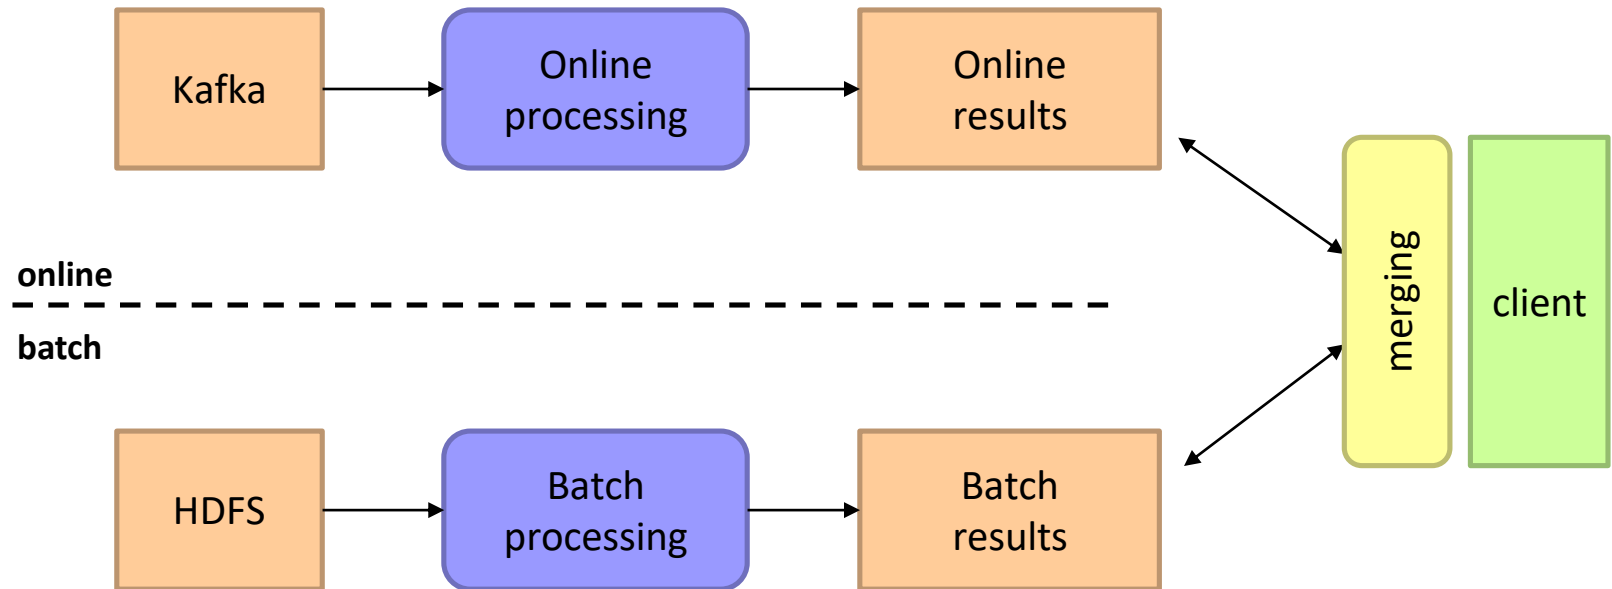 Kafka
Online
processing
Online
results
online
batch
merging
client
HDFS
Batch
processing
Batch
results